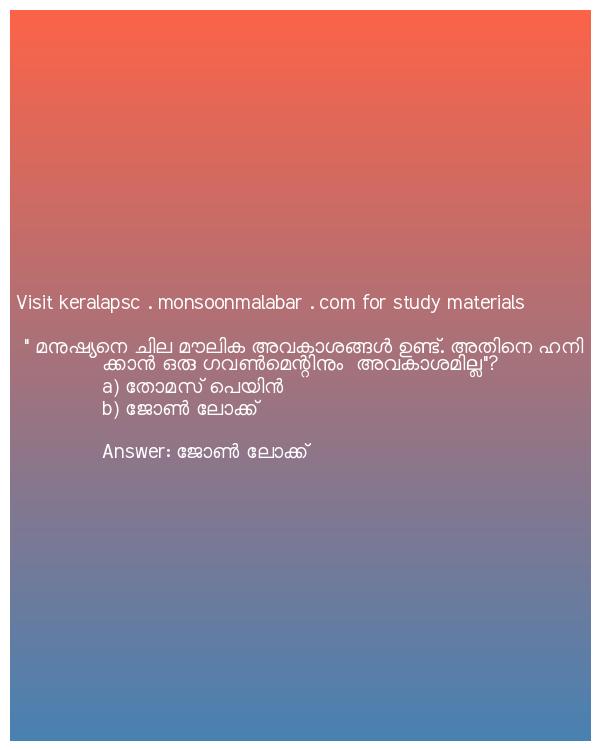 Visit keralapsc . monsoonmalabar . com for study materials
" മനുഷ്യനെ ചില മൗലിക അവകാശങ്ങൾ ഉണ്ട്. അതിനെ ഹനി
ക്കാൻ ഒരു ഗവൺമെന്റിനും അവകാശമില്ല"?
a) തോമസ് പെയിൻ
b) ജോൺ ലോക്ക്
Answer: ജോൺ ലോക്ക്